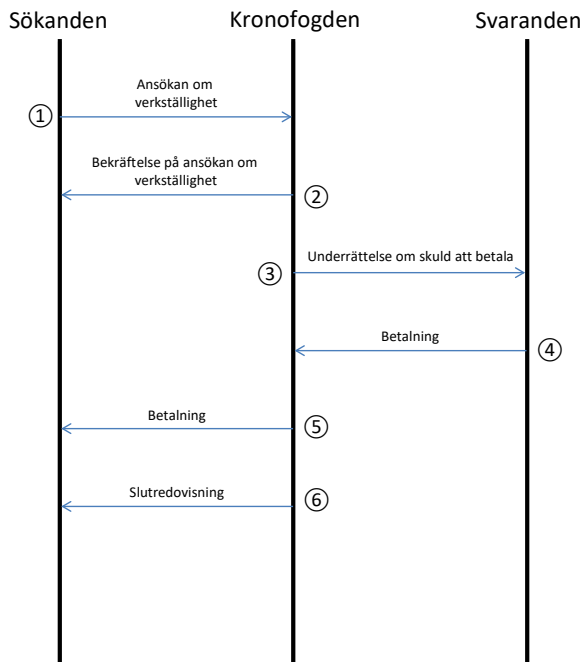 Sökanden Kronofogden Svaranden
Ansökan om
verkställighet
①
Bekräftelse på ansökan om
verkställighet
②
③
Underrättelse om skuld att betala
Betalning
④
Betalning
⑤
Slutredovisning
⑥